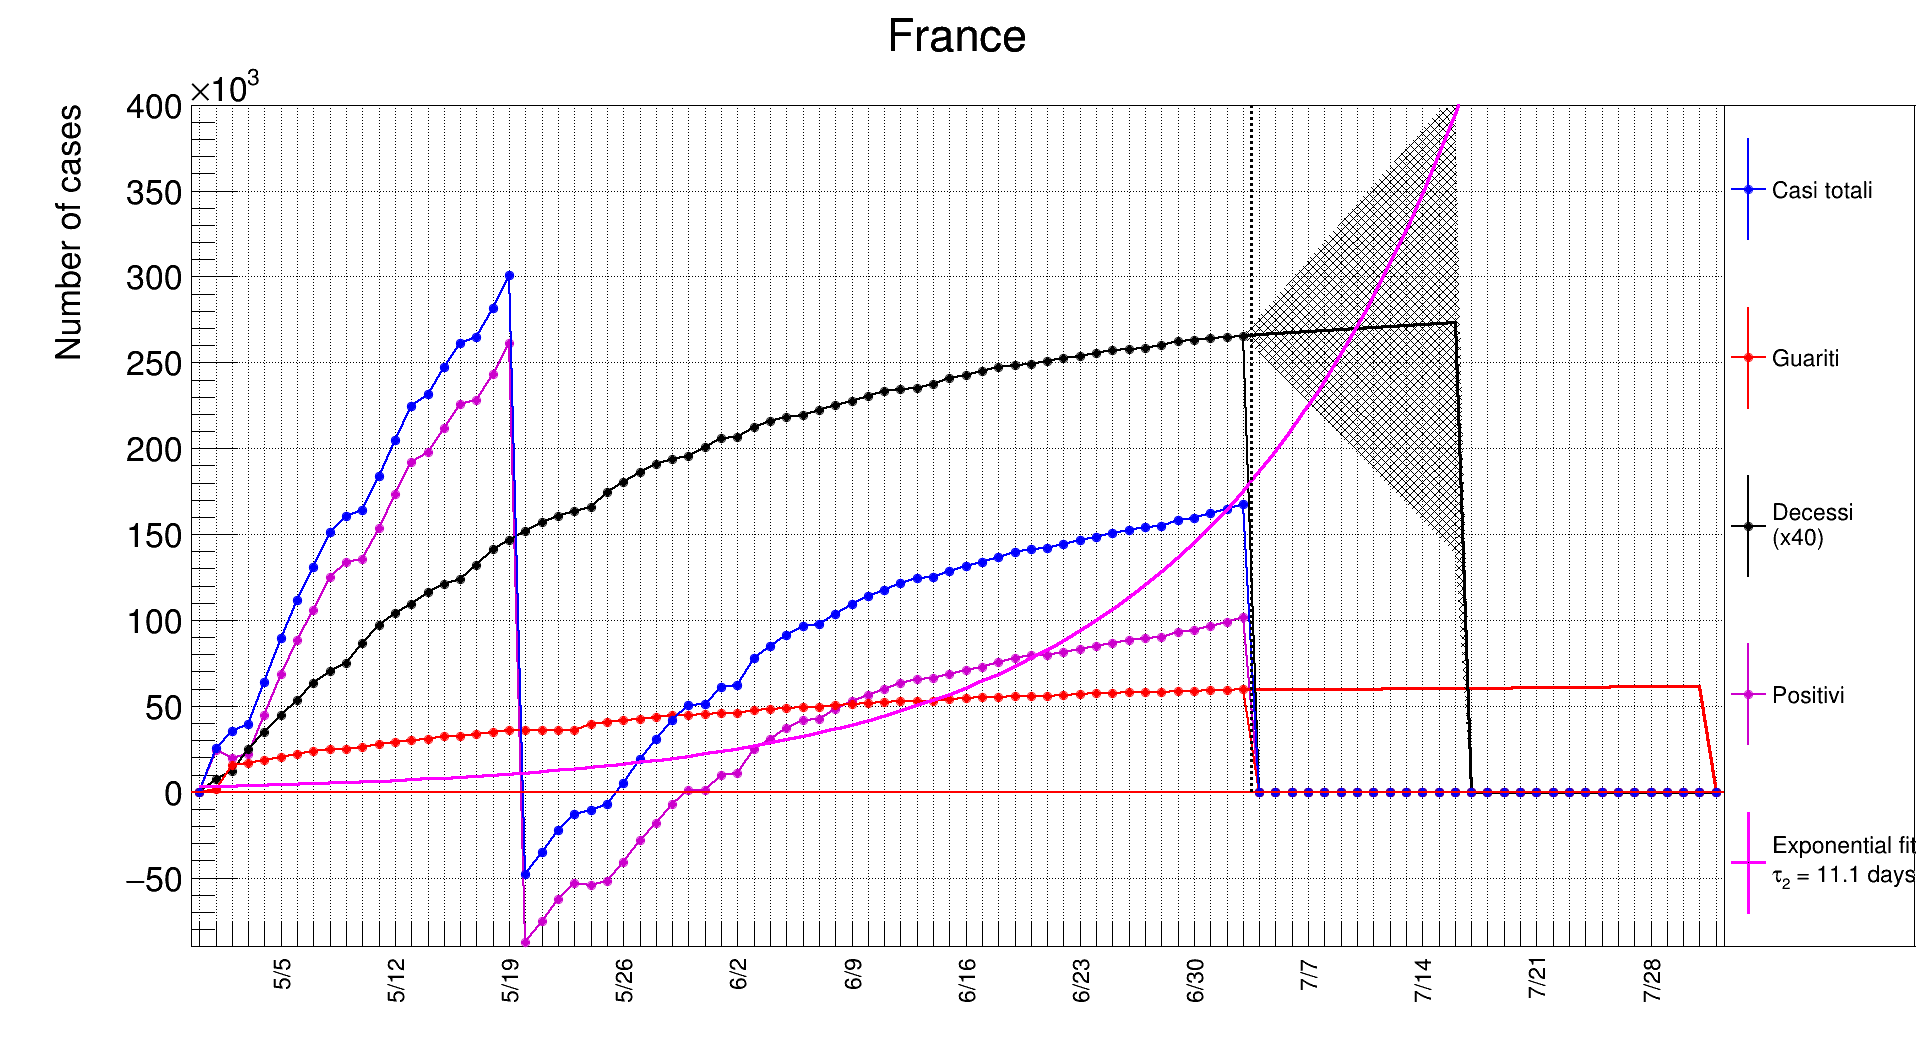 France
×10³
Number of cases
400
350
300
250
200
150
100
50
0
−50
5/5
5/12
5/19
5/26
6/2
6/9
6/16
6/23
6/30
7/7
7/14
7/21
7/28
Casi totali
Guariti
Decessi
(x40)
Positivi
Exponential fit
τ₂ = 11.1 days